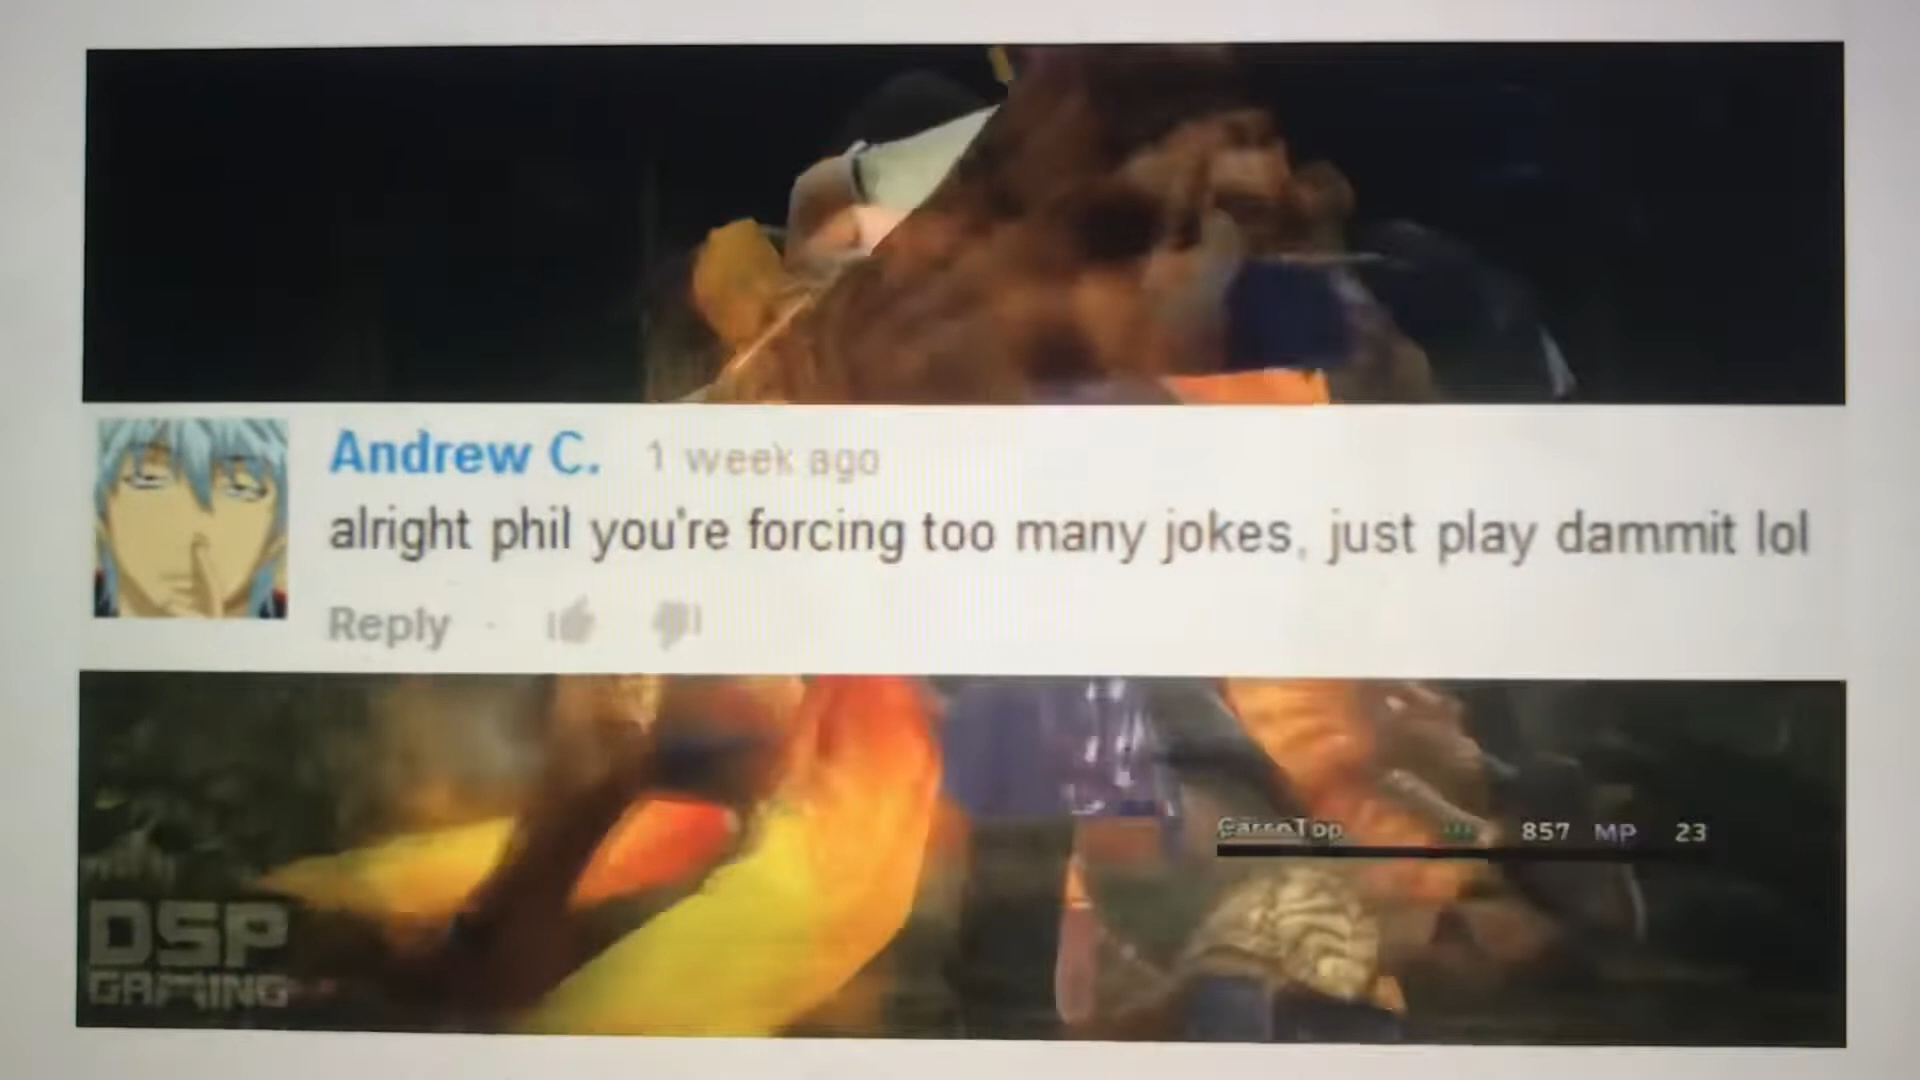 Andrew C. 1 week ago
alright phil you're forcing too many jokes, just play dammit lol
Reply ·
857 MP 23
DSP
GAMING